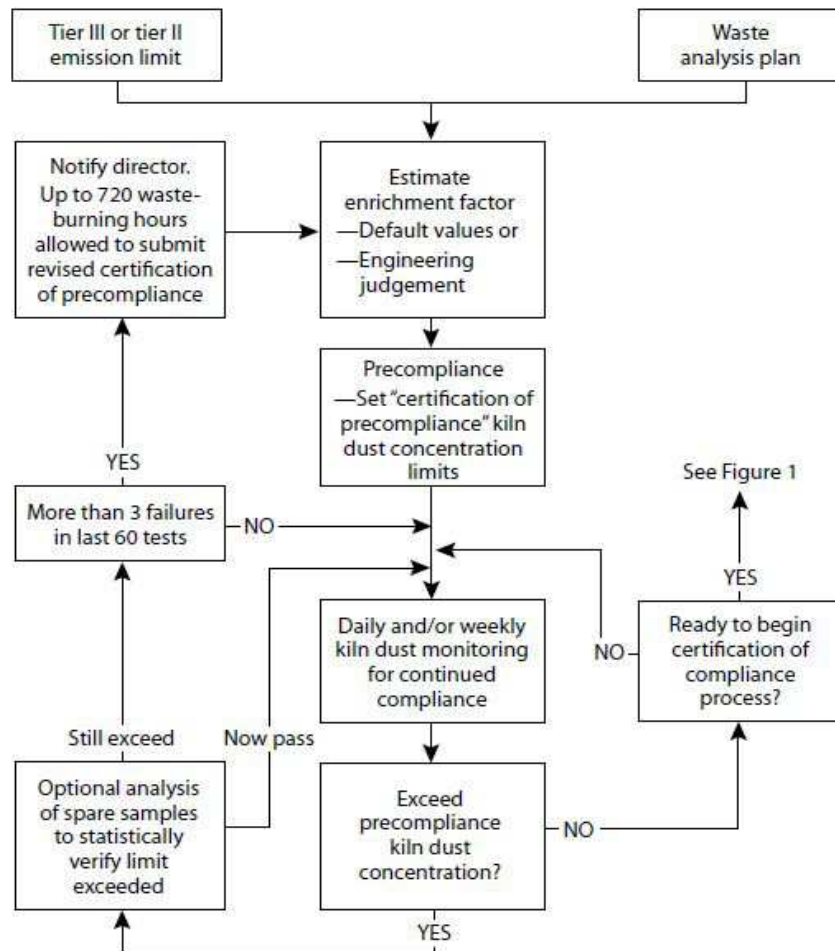 Tier III or tier II
emission limit
Waste
analysis plan
Notify director.
Up to 720 waste-
burning hours
allowed to submit
revised certification
of precompliance
Estimate
enrichment factor
—Default values or
—Engineering
judgement
Precompliance
—Set "certification of
precompliance" kiln
dust concentration
limits
YES
See Figure 1
More than 3 failures
in last 60 tests
NO
YES
Daily and/or weekly
kiln dust monitoring
for continued
compliance
NO
Ready to begin
certification of
compliance
process?
Still exceed
Now pass
Optional analysis
of spare samples
to statistically
verify limit
exceeded
Exceed
precompliance
kiln dust
concentration?
NO
YES